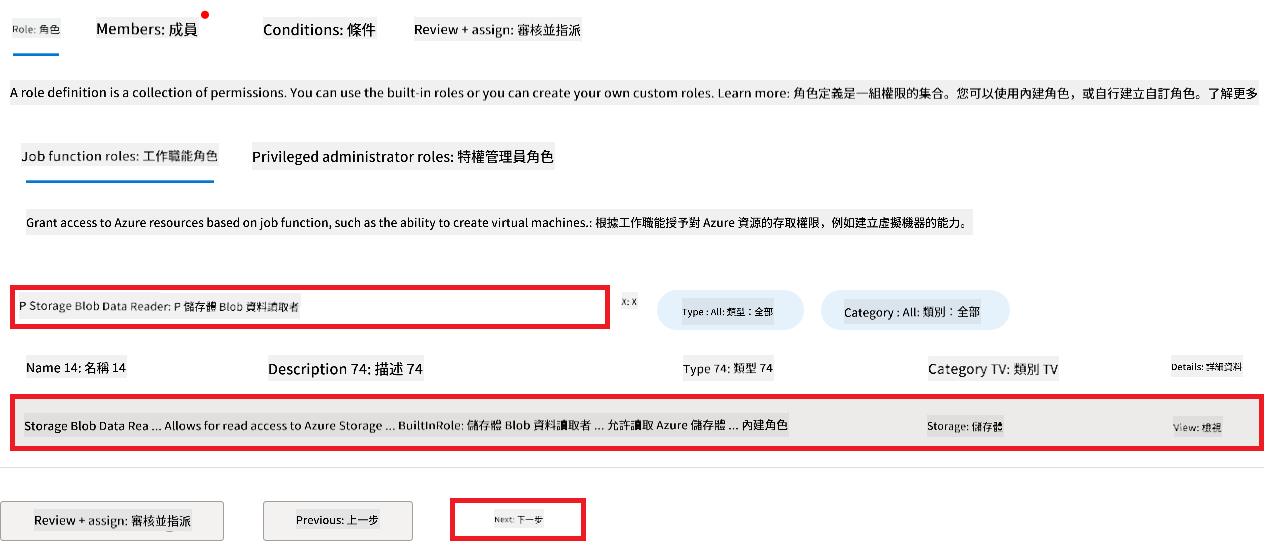 Role: 角色
Members: 成員
Conditions: 條件
Review + assign: 審核並指派
A role definition is a collection of permissions. You can use the built-in roles or you can create your own custom roles. Learn more: 角色定義是一組權限的集合。您可以使用內建角色，或自行建立自訂角色。了解更多
Job function roles: 工作職能角色
Privileged administrator roles: 特權管理員角色
Grant access to Azure resources based on job function, such as the ability to create virtual machines.: 根據工作職能授予對 Azure 資源的存取權限，例如建立虛擬機器的能力。
P Storage Blob Data Reader: P 儲存體 Blob 資料讀取者
X: X
Type : All: 類型：全部
Category : All: 類別：全部
Name 14: 名稱 14
Description 74: 描述 74
Type 74: 類型 74
Category TV: 類別 TV
Details: 詳細資料
Storage Blob Data Rea ... Allows for read access to Azure Storage ... BuiltInRole: 儲存體 Blob 資料讀取者 ... 允許讀取 Azure 儲存體 ... 內建角色
Storage: 儲存體
View: 檢視
Review + assign: 審核並指派
Previous: 上一步
Next: 下一步